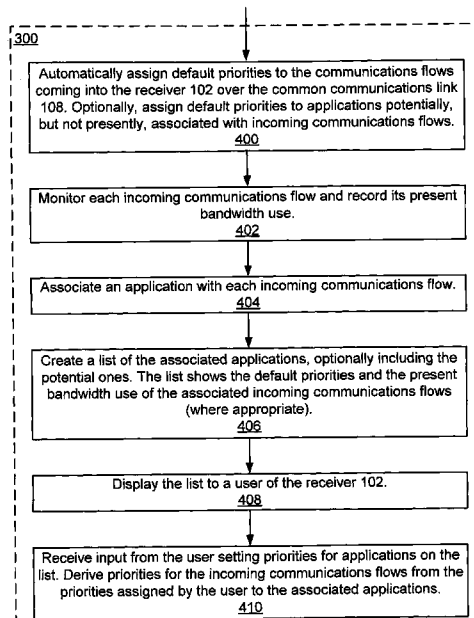 300
Automatically assign default priorities to the communications flows
coming into the receiver 102 over the common communications link
108. Optionally, assign default priorities to applications potentially,
but not presently, associated with incoming communications flows.
400
Monitor each incoming communications flow and record its present
bandwidth use.
402
Associate an application with each incoming communications flow.
404
Create a list of the associated applications, optionally including the
potential ones. The list shows the default priorities and the present
bandwidth use of the associated incoming communications flows
(where appropriate).
406
Display the list to a user of the receiver 102.
408
Receive input from the user setting priorities for applications on the
list. Derive priorities for the incoming communications flows from the
priorities assigned by the user to the associated applications.
410